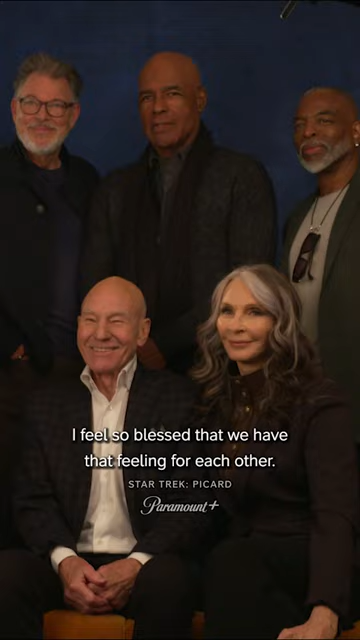 I feel so blessed that we have
that feeling for each other.
STAR TREK: PICARD
Paramount+